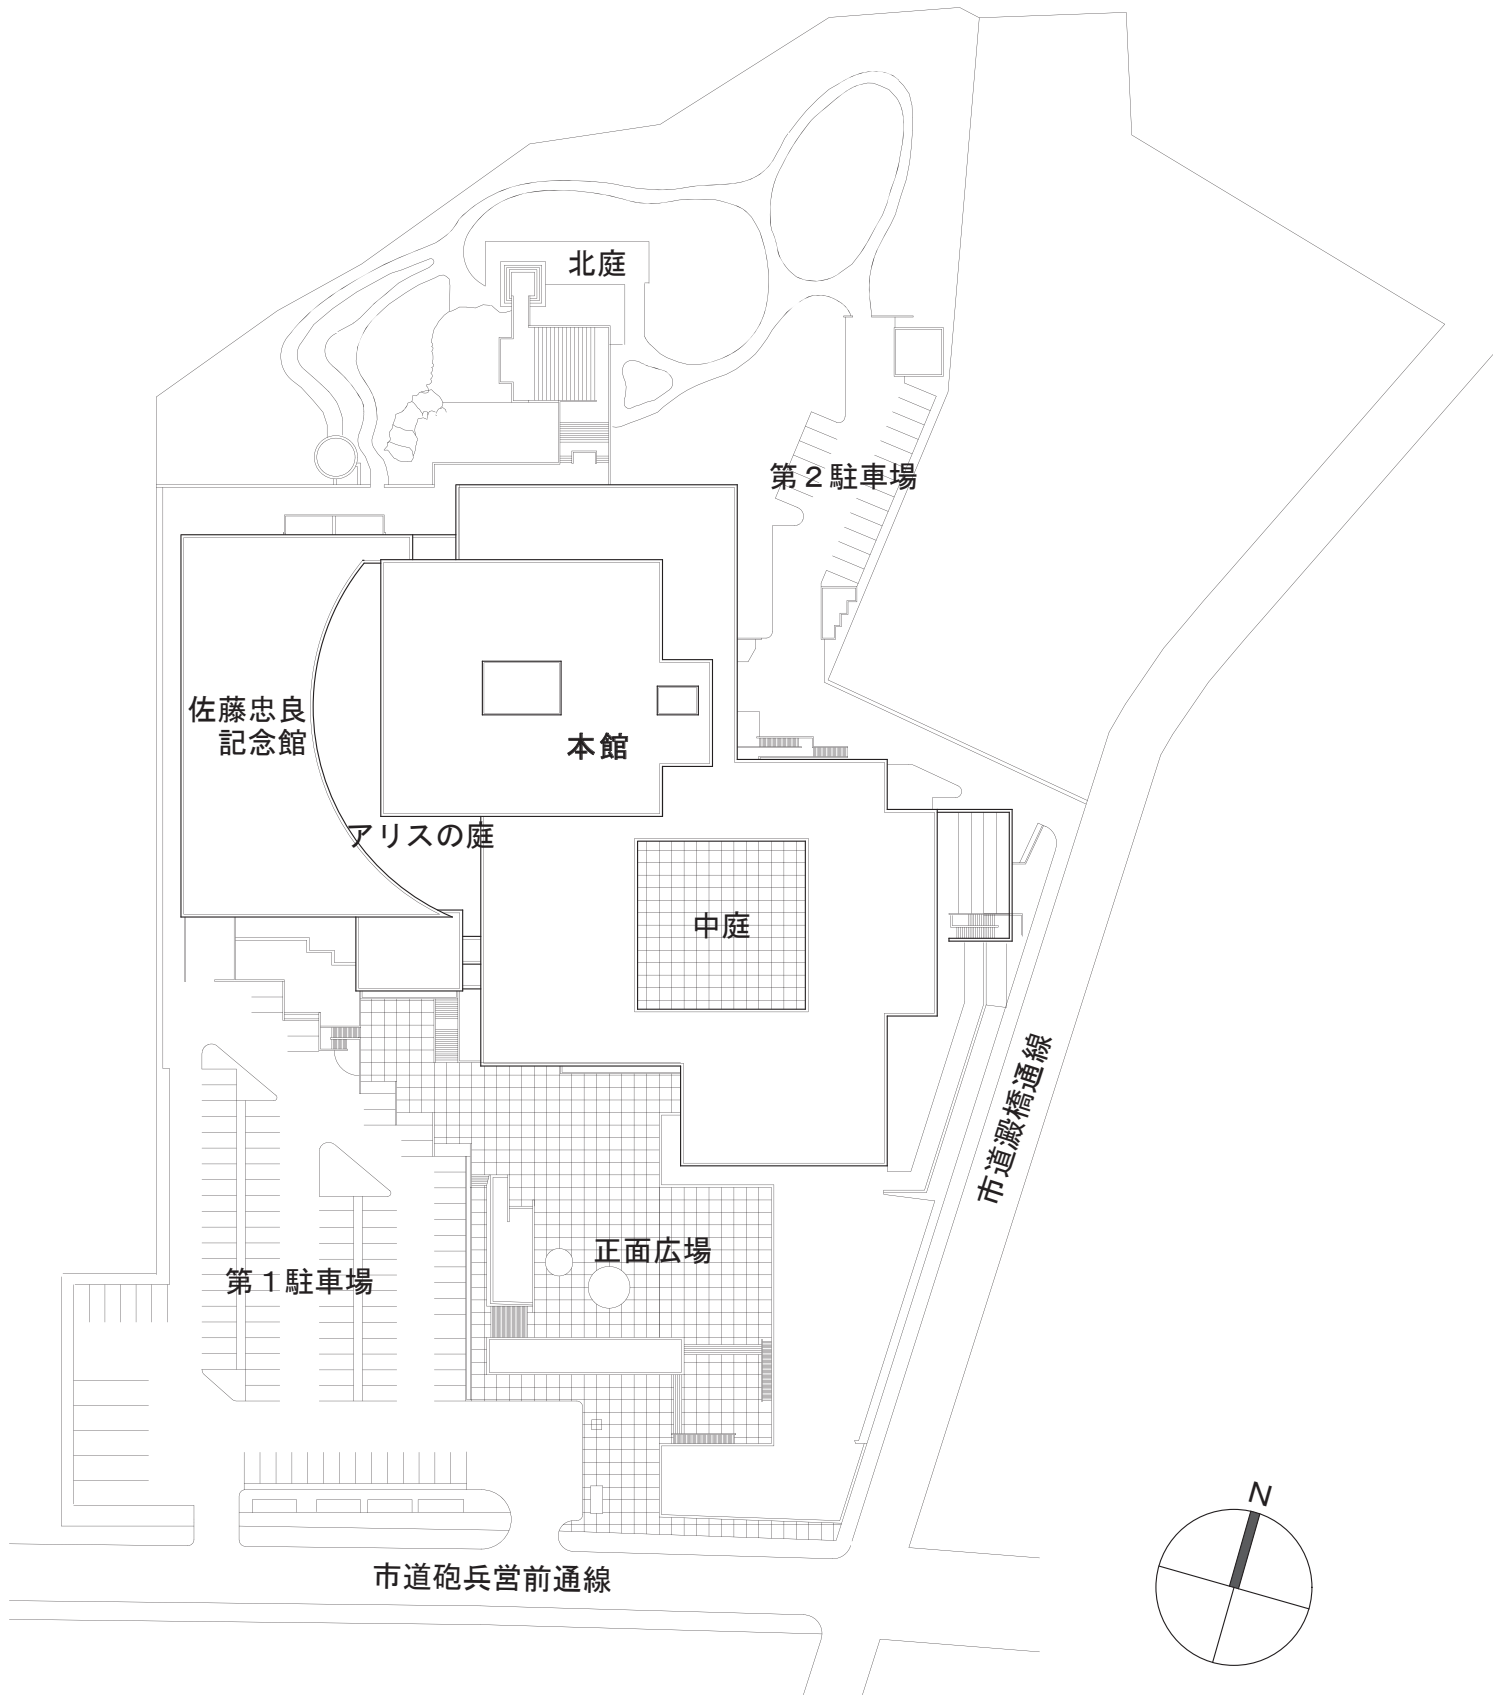 北庭
第２駐車場
佐藤忠良
記念館
本館
アリスの庭
中庭
市道澱橋通線
正面広場
第１駐車場
N
市道砲兵営前通線